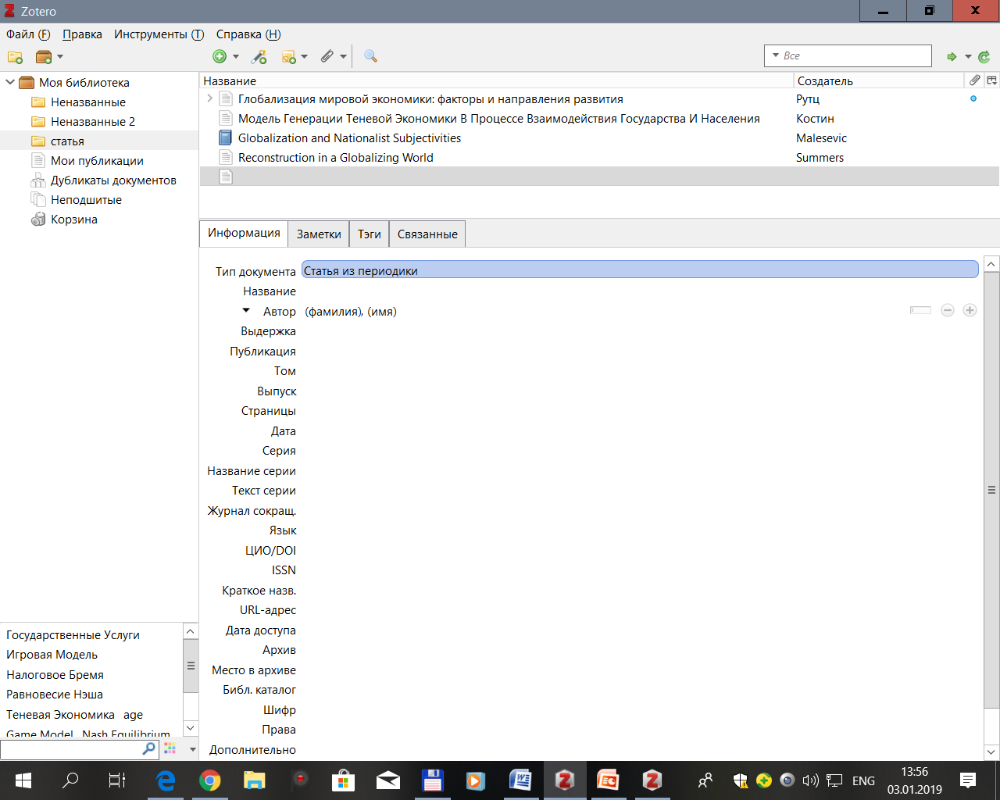 Zotero
Файл (F) Правка Инструменты (T) Справка (H)
Все
Моя библиотека
Неназванные
Неназванные 2
статья
Мои публикации
Дубликаты документов
Неподшитые
Корзина
Название Создатель
Глобализация мировой экономики: факторы и направления развития Рутц
Модель Генерации Теневой Экономики В Процессе Взаимодействия Государства И Населения Костин
Globalization and Nationalist Subjectivities Malesevic
Reconstruction in a Globalizing World Summers
Информация Заметки Тэги Связанные
Тип документа Статья из периодики
Название
Автор (фамилия), (имя)
Выдержка
Публикация
Том
Выпуск
Страницы
Дата
Серия
Название серии
Текст серии
Журнал сокращ.
Язык
ЦИО/DOI
ISSN
Краткое назв.
URL-адрес
Дата доступа
Архив
Место в архиве
Библ. каталог
Шифр
Права
Дополнительно
Государственные Услуги
Игровая Модель
Налоговое Бремя
Равновесие Нэша
Теневая Экономика age
Game Model Nash Equilibrium
ENG
13:56
03.01.2019